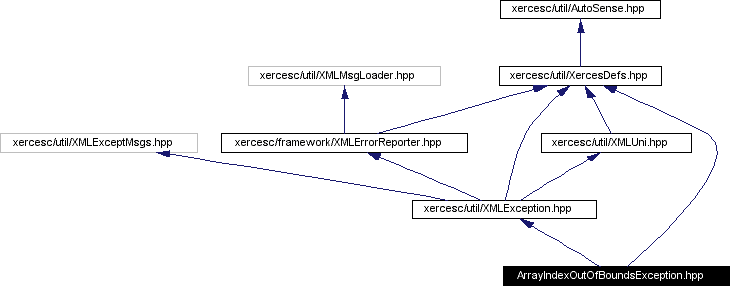 xercesc/util/AutoSense.hpp
xercesc/util/XMLMsgLoader.hpp
xercesc/util/XercesDefs.hpp
xercesc/util/XMLExceptMsgs.hpp
xercesc/framework/XMLErrorReporter.hpp
xercesc/util/XMLUni.hpp
xercesc/util/XMLException.hpp
ArrayIndexOutOfBoundsException.hpp